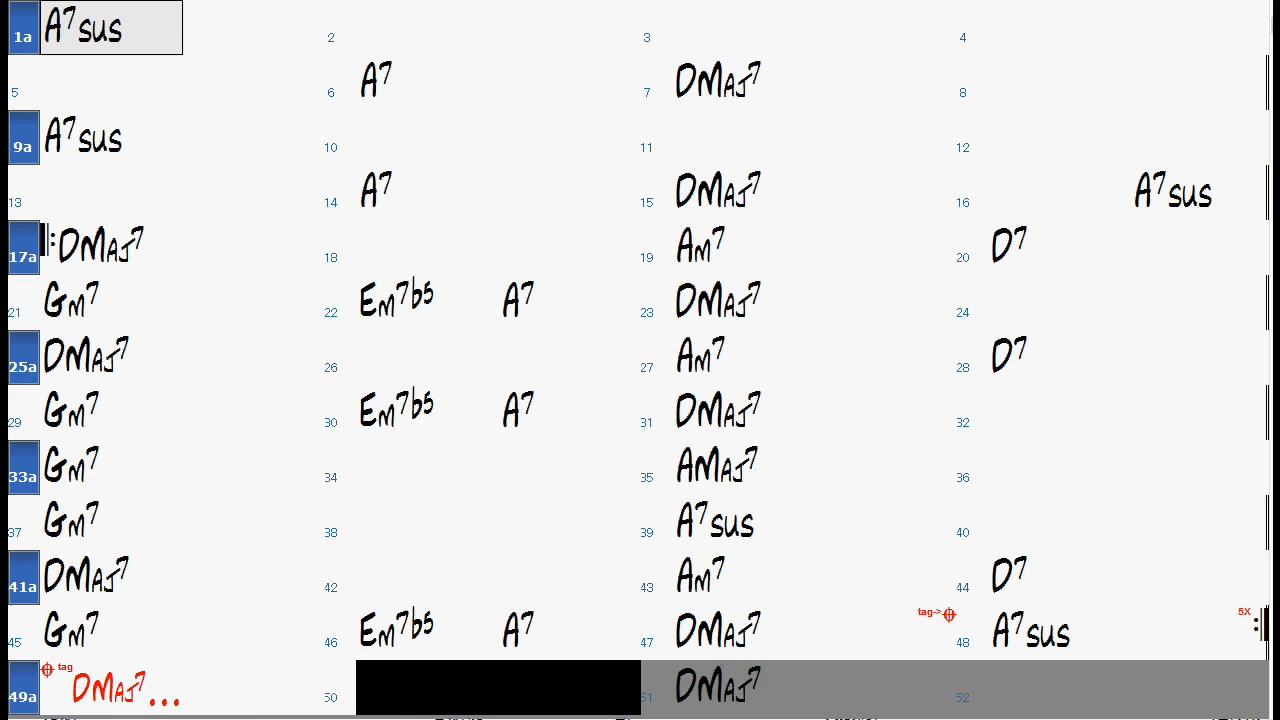 1a A7sus 2 3 4
5 6 A7 7 DMAJ7 8
9a A7sus 10 11 12
13 14 A7 15 DMAJ7 16 A7sus
17a DMAJ7 18 19 Am7 20 D7
21 Gm7 22 Em7b5 A7 23 DMAJ7 24
25a DMAJ7 26 27 Am7 28 D7
29 Gm7 30 Em7b5 A7 31 DMAJ7 32
33a Gm7 34 35 AMAJ7 36
37 Gm7 38 39 A7sus 40
41a DMAJ7 42 43 Am7 44 D7
tag-> 5X
45 Gm7 46 Em7b5 A7 47 DMAJ7 48 A7sus
tag
49a DMAJ7... 50 51 DMAJ7 52